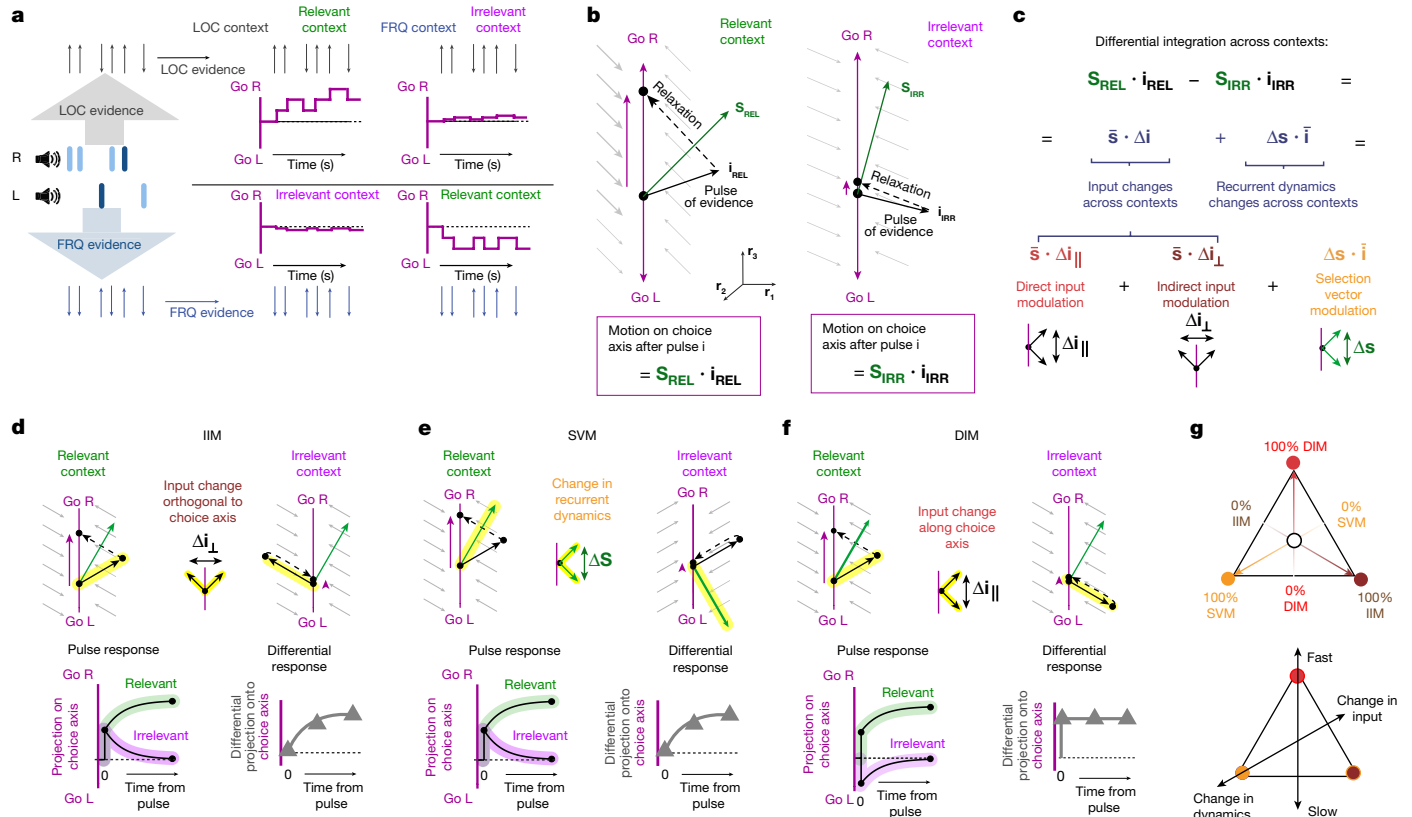 a
LOC context
Relevant
context
FRQ context
Irrelevant
context
LOC evidence
LOC evidence
R
L
FRQ evidence
FRQ evidence
Go R
Go L
Time (s)
Go R
Go L
Time (s)
Go R
Irrelevant context
Go L
Time (s)
Go R
Relevant context
Go L
Time (s)
b
Go R
Relevant
context
Relaxation
S_REL
i_REL
Pulse
of evidence
Go L
r_3
r_2
r_1
Motion on choice
axis after pulse i
= S_REL · i_REL
Go R
Irrelevant
context
S_IRR
Relaxation
Pulse
of evidence
i_IRR
Go L
Motion on choice
axis after pulse i
= S_IRR · i_IRR
c
Differential integration across contexts:
S_REL · i_REL − S_IRR · i_IRR =
= s̄ · Δi + Δs · ī =
Input changes
across contexts
Recurrent dynamics
changes across contexts
s̄ · Δi∥
Direct input
modulation
+
s̄ · Δi⊥
Indirect input
modulation
+
Δs · ī
Selection
vector
modulation
Δi∥
Δi⊥
Δs
d
IIM
Relevant
context
Go R
Go L
Input change
orthogonal to
choice axis
Δi⊥
Irrelevant
context
Go R
Go L
Pulse response
Go R
Projection on
choice axis
Go L
Relevant
Irrelevant
0
Time from
pulse
Differential
response
Differential
projection onto
choice axis
0
Time from
pulse
e
SVM
Relevant
context
Go R
Go L
Change in
recurrent
dynamics
ΔS
Irrelevant
context
Go R
Go L
Pulse response
Go R
Projection on
choice axis
Go L
Relevant
Irrelevant
0
Time from
pulse
Differential
response
Differential
projection onto
choice axis
0
Time from
pulse
f
DIM
Relevant
context
Go R
Go L
Input change
along choice
axis
Δi∥
Irrelevant
context
Go R
Go L
Pulse response
Go R
Projection on
choice axis
Go L
Relevant
Irrelevant
0
Time from
pulse
Differential
response
Differential
projection onto
choice axis
0
Time from
pulse
g
100% DIM
0%
IIM
0%
SVM
100%
SVM
0%
DIM
100%
IIM
Fast
Change in
input
Change in
dynamics
Slow